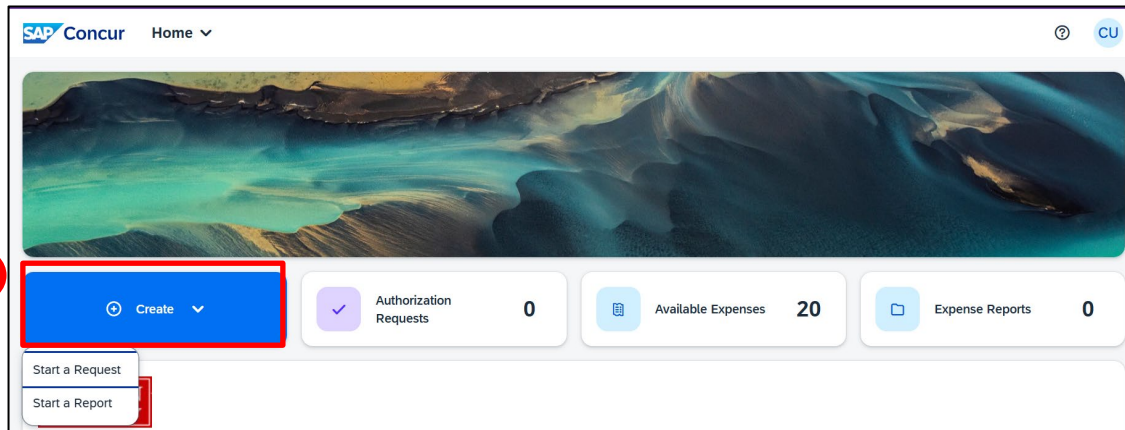 SAP Concur Home
CU
Create
Authorization
Requests
0
Available Expenses 20
Expense Reports 0
Start a Request
Start a Report